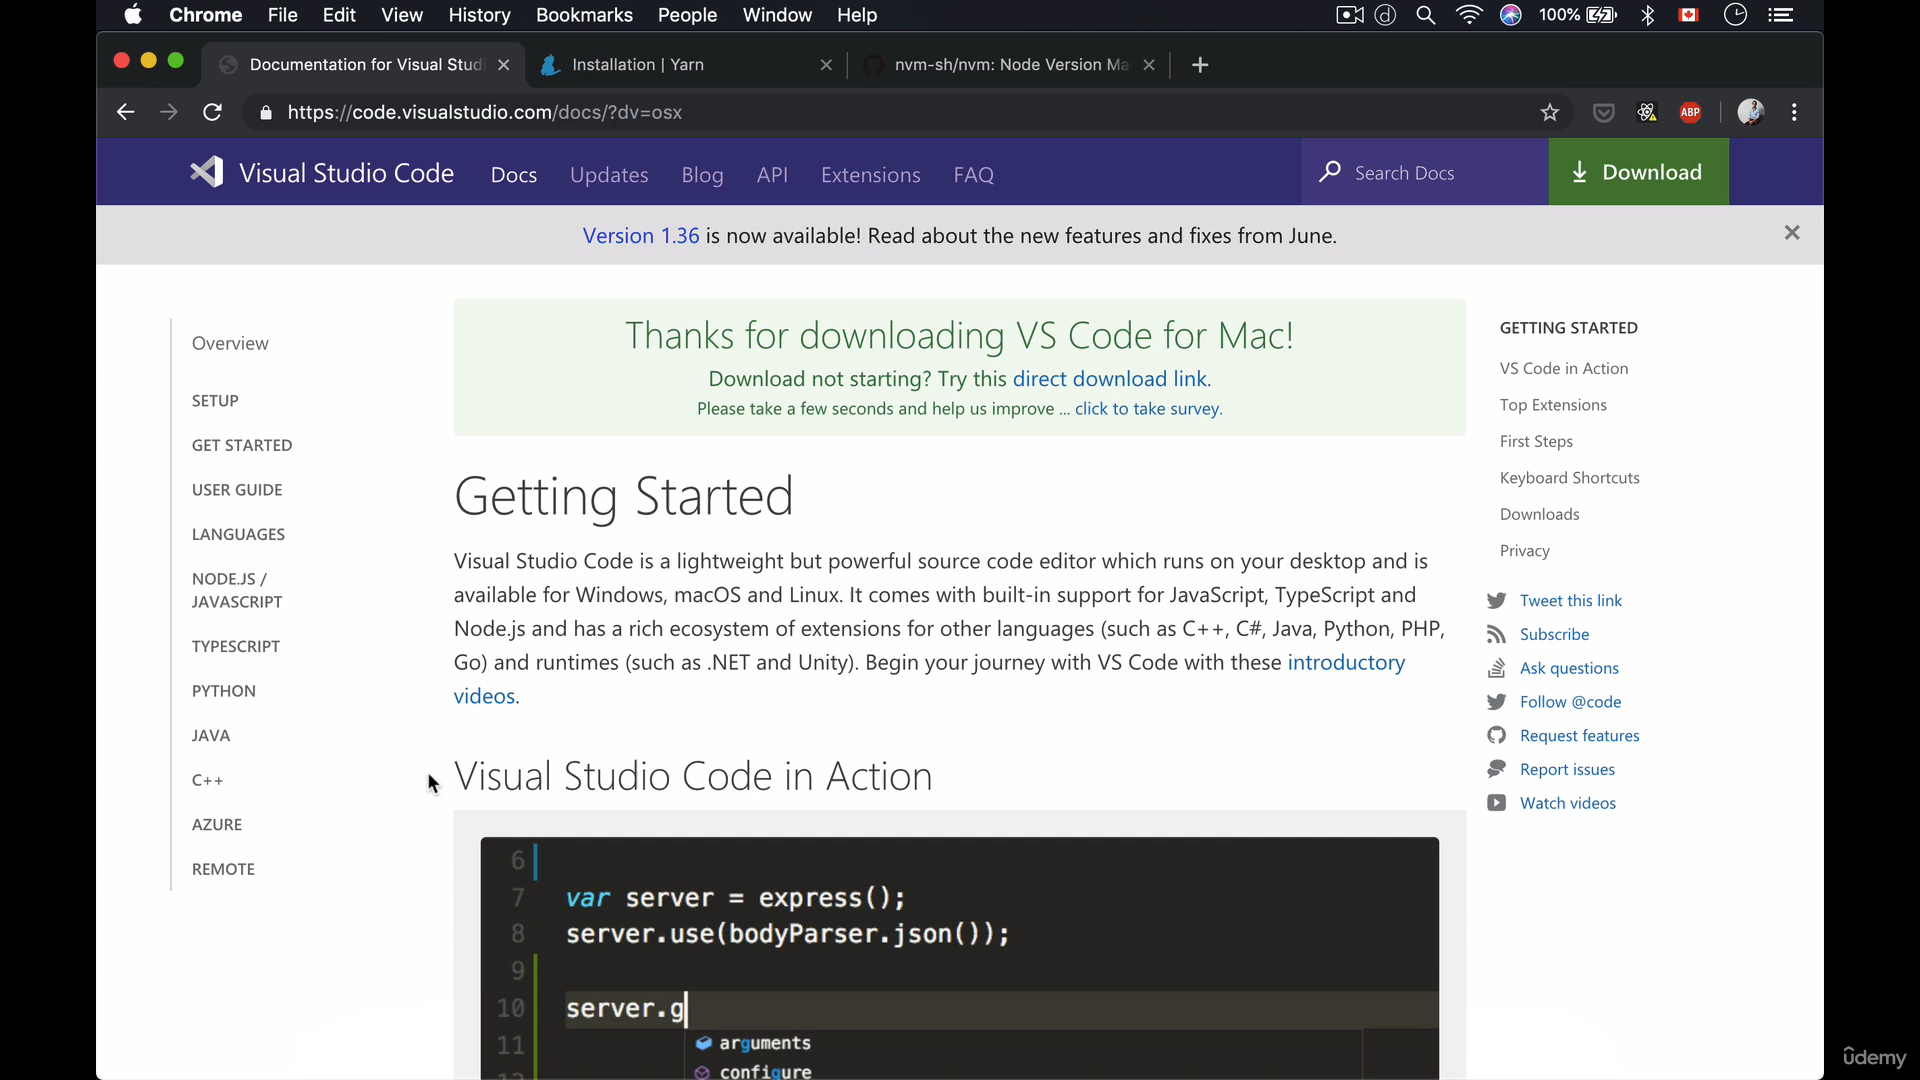 Chrome File Edit View History Bookmarks People Window Help 100%
Documentation for Visual Studi
Installation | Yarn
nvm-sh/nvm: Node Version Ma
https://code.visualstudio.com/docs/?dv=osx
ABP
Visual Studio Code Docs Updates Blog API Extensions FAQ Search Docs Download
Version 1.36 is now available! Read about the new features and fixes from June.
Overview
SETUP
GET STARTED
USER GUIDE
LANGUAGES
NODE.JS /
JAVASCRIPT
TYPESCRIPT
PYTHON
JAVA
C++
AZURE
REMOTE
Thanks for downloading VS Code for Mac!
Download not starting? Try this direct download link.
Please take a few seconds and help us improve ... click to take survey.
Getting Started
Visual Studio Code is a lightweight but powerful source code editor which runs on your desktop and is
available for Windows, macOS and Linux. It comes with built-in support for JavaScript, TypeScript and
Node.js and has a rich ecosystem of extensions for other languages (such as C++, C#, Java, Python, PHP,
Go) and runtimes (such as .NET and Unity). Begin your journey with VS Code with these introductory
videos.
Visual Studio Code in Action
6
7 var server = express();
8 server.use(bodyParser.json());
9
10 server.g
11 arguments
configure
GETTING STARTED
VS Code in Action
Top Extensions
First Steps
Keyboard Shortcuts
Downloads
Privacy
Tweet this link
Subscribe
Ask questions
Follow @code
Request features
Report issues
Watch videos
ûdemy